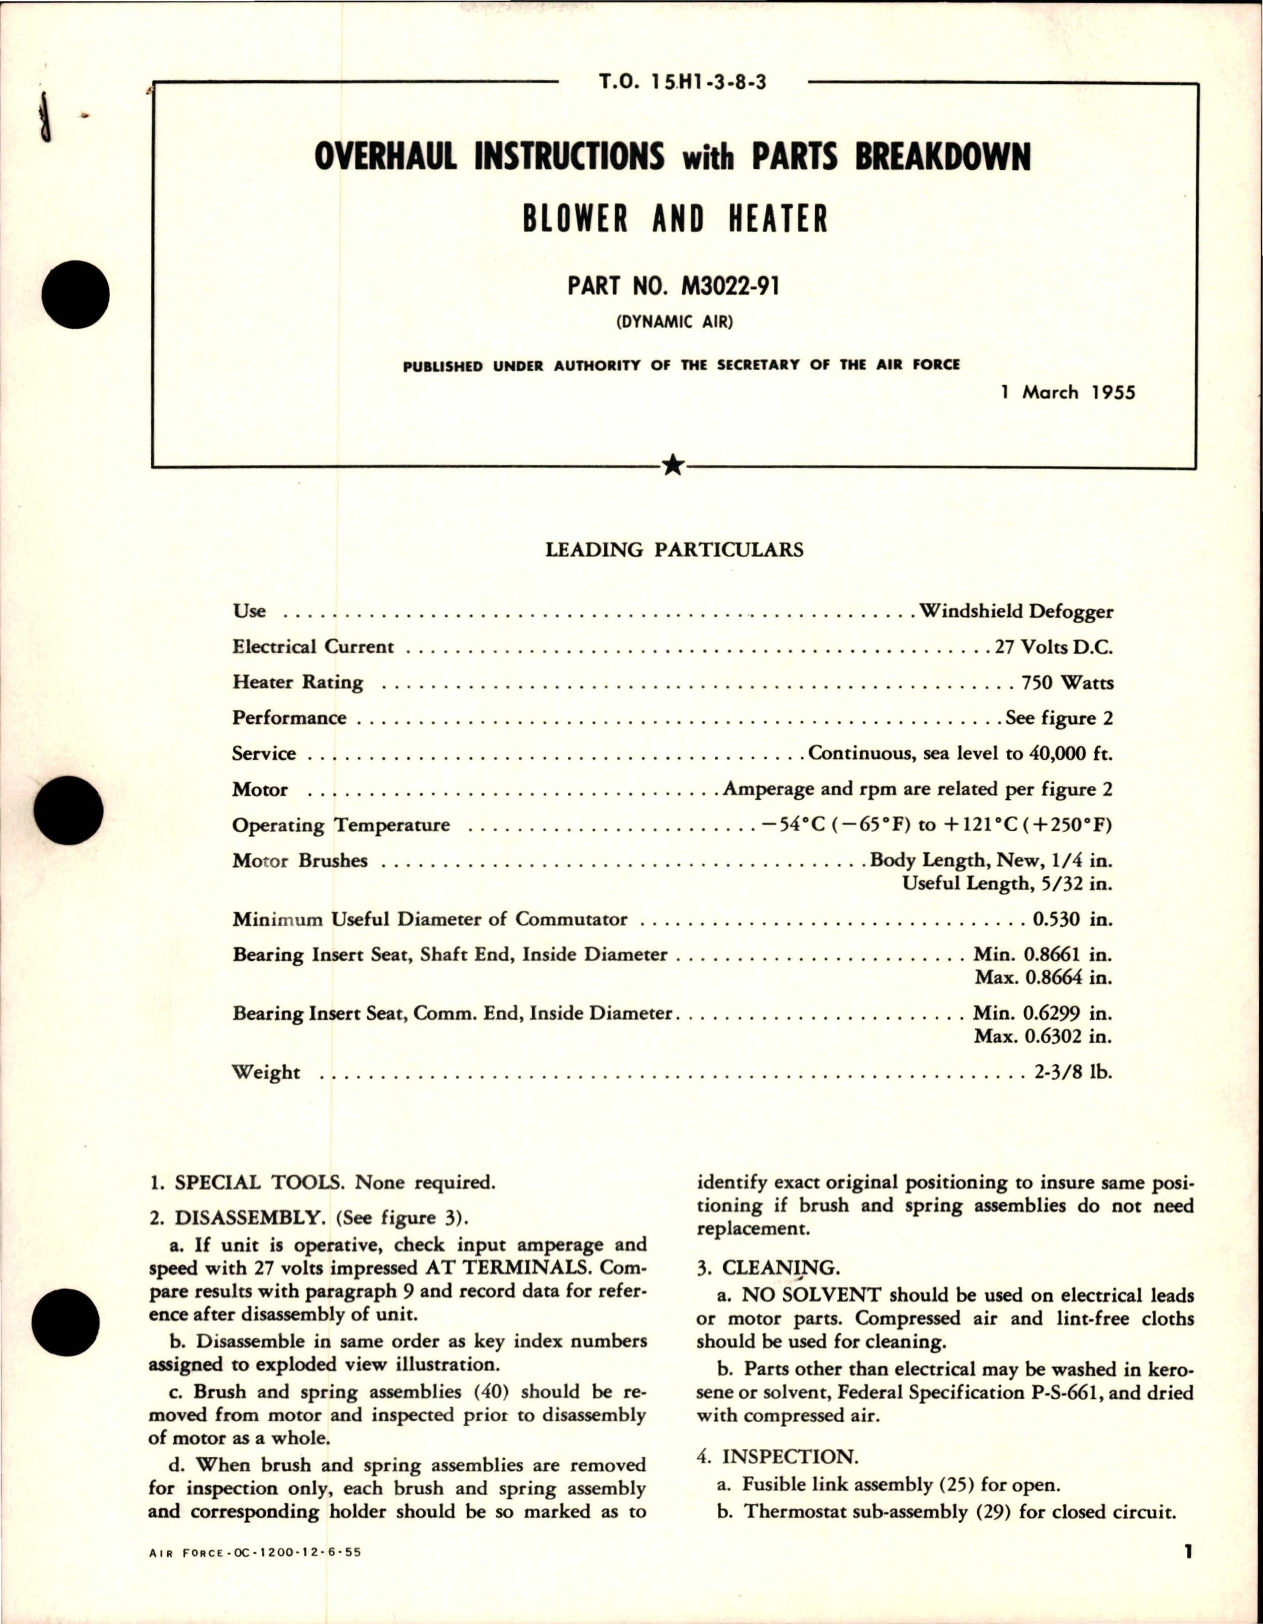 T.O. 15H1-3-8-3
OVERHAUL INSTRUCTIONS with PARTS BREAKDOWN
BLOWER AND HEATER
PART NO. M3022-91
(DYNAMIC AIR)
PUBLISHED UNDER AUTHORITY OF THE SECRETARY OF THE AIR FORCE
1 March 1955
LEADING PARTICULARS
Use ..... Windshield Defogger
Electrical Current ..... 27 Volts D.C.
Heater Rating ..... 750 Watts
Performance ..... See figure 2
Service ..... Continuous, sea level to 40,000 ft.
Motor ..... Amperage and rpm are related per figure 2
Operating Temperature ..... −54°C (−65°F) to +121°C (+250°F)
Motor Brushes ..... Body Length, New, 1/4 in.
Useful Length, 5/32 in.
Minimum Useful Diameter of Commutator ..... 0.530 in.
Bearing Insert Seat, Shaft End, Inside Diameter ..... Min. 0.8661 in.
Max. 0.8664 in.
Bearing Insert Seat, Comm. End, Inside Diameter ..... Min. 0.6299 in.
Max. 0.6302 in.
Weight ..... 2-3/8 lb.
1. SPECIAL TOOLS. None required.
2. DISASSEMBLY. (See figure 3).
a. If unit is operative, check input amperage and
speed with 27 volts impressed AT TERMINALS. Com-
pare results with paragraph 9 and record data for refer-
ence after disassembly of unit.
b. Disassemble in same order as key index numbers
assigned to exploded view illustration.
c. Brush and spring assemblies (40) should be re-
moved from motor and inspected prior to disassembly
of motor as a whole.
d. When brush and spring assemblies are removed
for inspection only, each brush and spring assembly
and corresponding holder should be so marked as to
identify exact original positioning to insure same posi-
tioning if brush and spring assemblies do not need
replacement.
3. CLEANING.
a. NO SOLVENT should be used on electrical leads
or motor parts. Compressed air and lint-free cloths
should be used for cleaning.
b. Parts other than electrical may be washed in kero-
sene or solvent, Federal Specification P-S-661, and dried
with compressed air.
4. INSPECTION.
a. Fusible link assembly (25) for open.
b. Thermostat sub-assembly (29) for closed circuit.
AIR FORCE-OC-1200-12-6-55
1